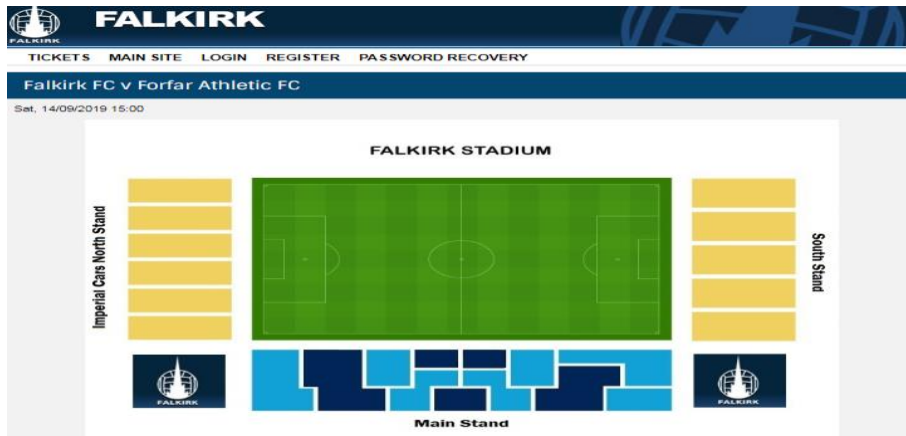 FALKIRK
FALKIRK
TICKETS MAIN SITE LOGIN REGISTER PASSWORD RECOVERY
Falkirk FC v Forfar Athletic FC
Sat, 14/09/2019 15:00
FALKIRK STADIUM
Imperial Cars North Stand
South Stand
FALKIRK
FALKIRK
Main Stand